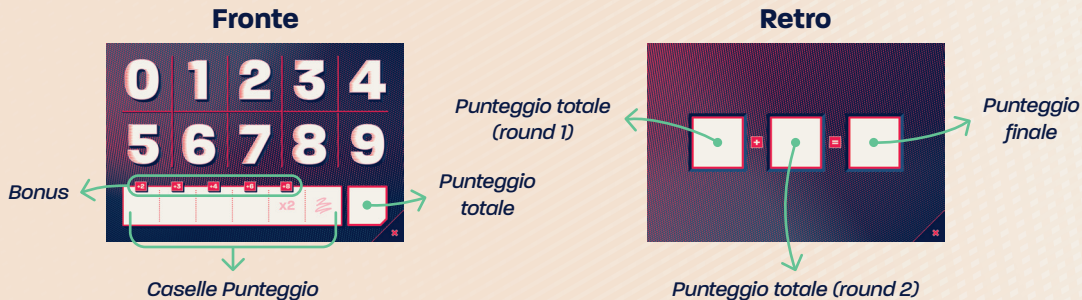 Fronte
Retro
0 1 2 3 4
5 6 7 8 9
+2 +3 +4 +6 +8
x2
Bonus
Punteggio
totale
Caselle Punteggio
Punteggio totale
(round 1)
+ =
Punteggio
finale
Punteggio totale (round 2)